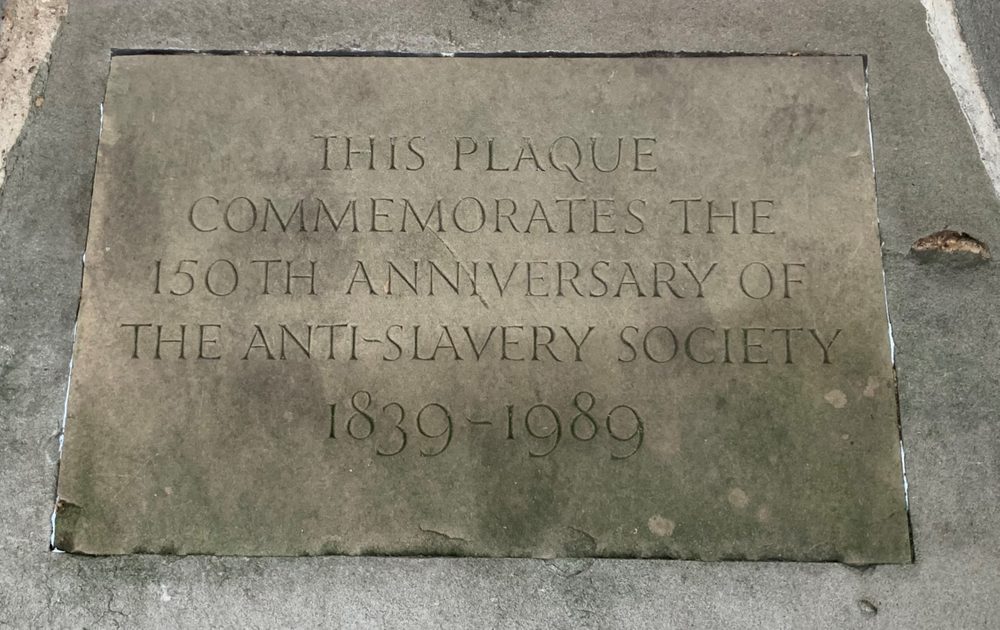 THIS PLAQUE
COMMEMORATES THE
150TH ANNIVERSARY OF
THE ANTI-SLAVERY SOCIETY
1839-1989